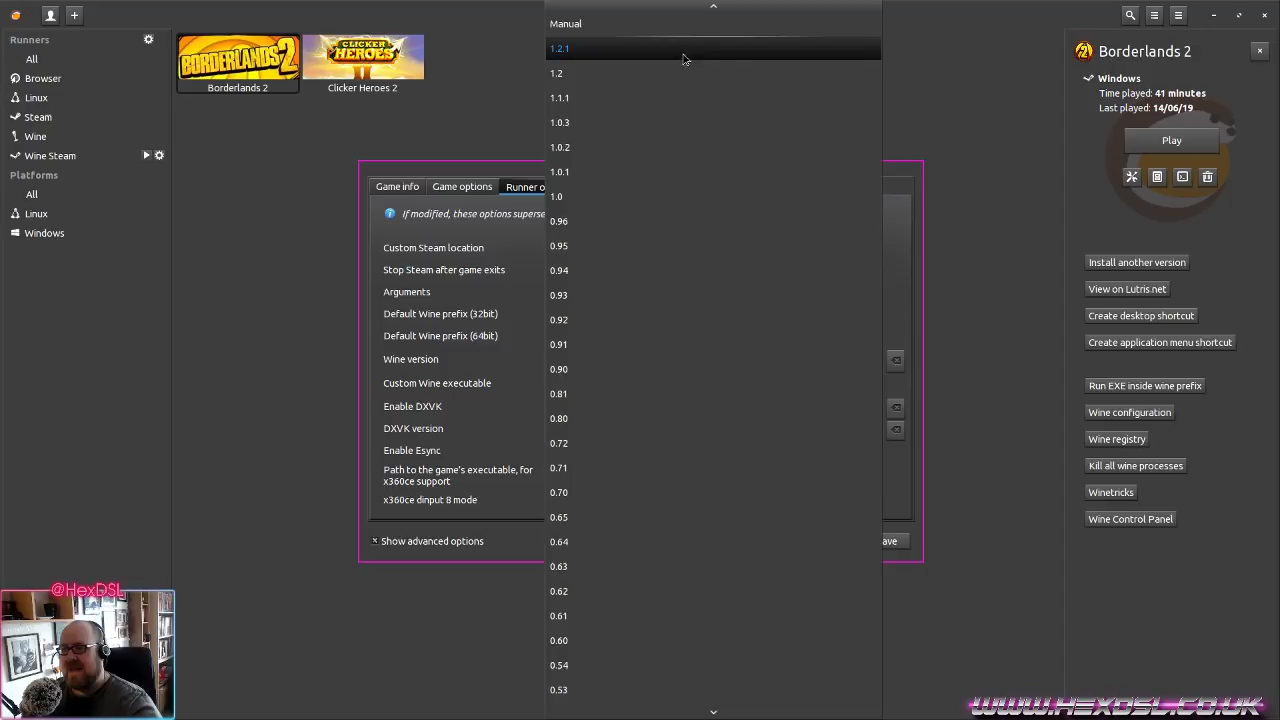 Runners
All
Browser
Linux
Steam
Wine
Wine Steam
Platforms
All
Linux
Windows
BORDERLANDS 2
Borderlands 2
CLICKER
HEROES
II
Clicker Heroes 2
Game info
Game options
Runner o
If modified, these options superse
Custom Steam location
Stop Steam after game exits
Arguments
Default Wine prefix (32bit)
Default Wine prefix (64bit)
Wine version
Custom Wine executable
Enable DXVK
DXVK version
Enable Esync
Path to the game's executable, for
x360ce support
x360ce dinput 8 mode
Show advanced options
ave
Manual
1.2.1
1.2
1.1.1
1.0.3
1.0.2
1.0.1
1.0
0.96
0.95
0.94
0.93
0.92
0.91
0.90
0.81
0.80
0.72
0.71
0.70
0.65
0.64
0.63
0.62
0.61
0.60
0.54
0.53
Borderlands 2
Windows
Time played: 41 minutes
Last played: 14/06/19
Play
Install another version
View on Lutris.net
Create desktop shortcut
Create application menu shortcut
Run EXE inside wine prefix
Wine configuration
Wine registry
Kill all wine processes
Winetricks
Wine Control Panel
@HexDSL
WWW.HEXDSL.CO.UK